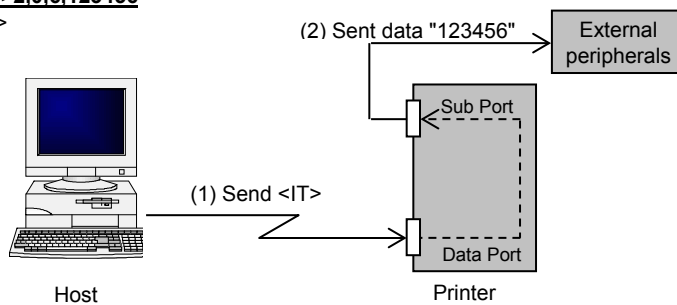 >
(2) Sent data "123456"
External
peripherals
Sub Port
(1) Send <IT>
Data Port
Host
Printer